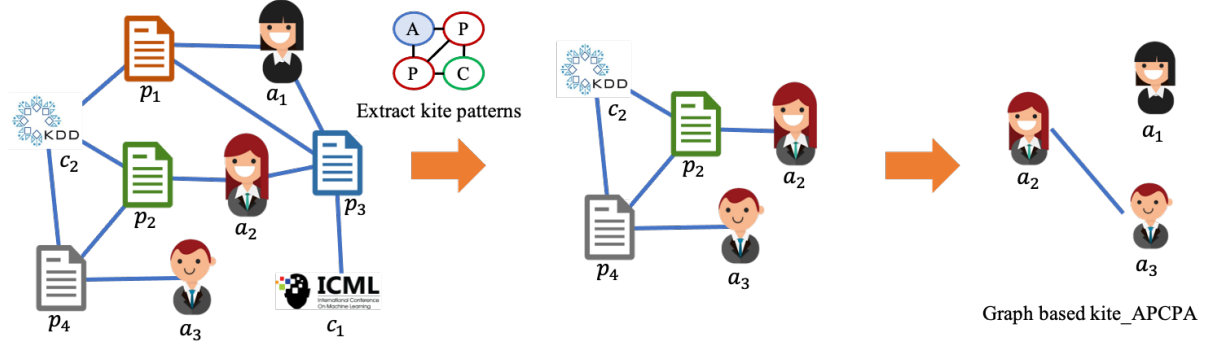 A P
P C
Extract kite patterns
p₁
a₁
KDD
c₂
p₂
a₂
p₃
p₄
a₃
ICML
International Conference
On Machine Learning
c₁
KDD
c₂
p₂
a₂
p₄
a₃
a₁
a₂
a₃
Graph based kite_APCPA